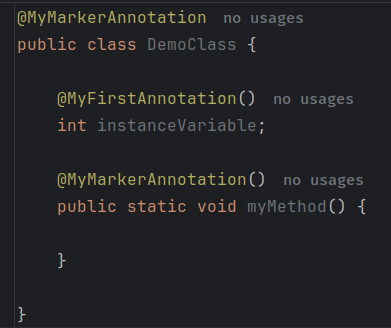 @MyMarkerAnnotation no usages
public class DemoClass {
@MyFirstAnnotation() no usages
int instanceVariable;
@MyMarkerAnnotation() no usages
public static void myMethod() {
}
}